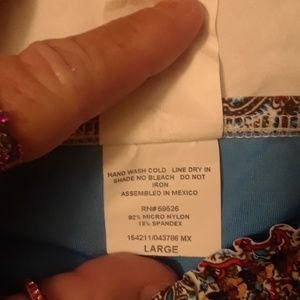 HAND WASH COLD LINE DRY IN
SHADE NO BLEACH DO NOT
IRON
ASSEMBLED IN MEXICO
RN#59526
82% MICRO NYLON
18% SPANDEX
154211/043786 MX
LARGE